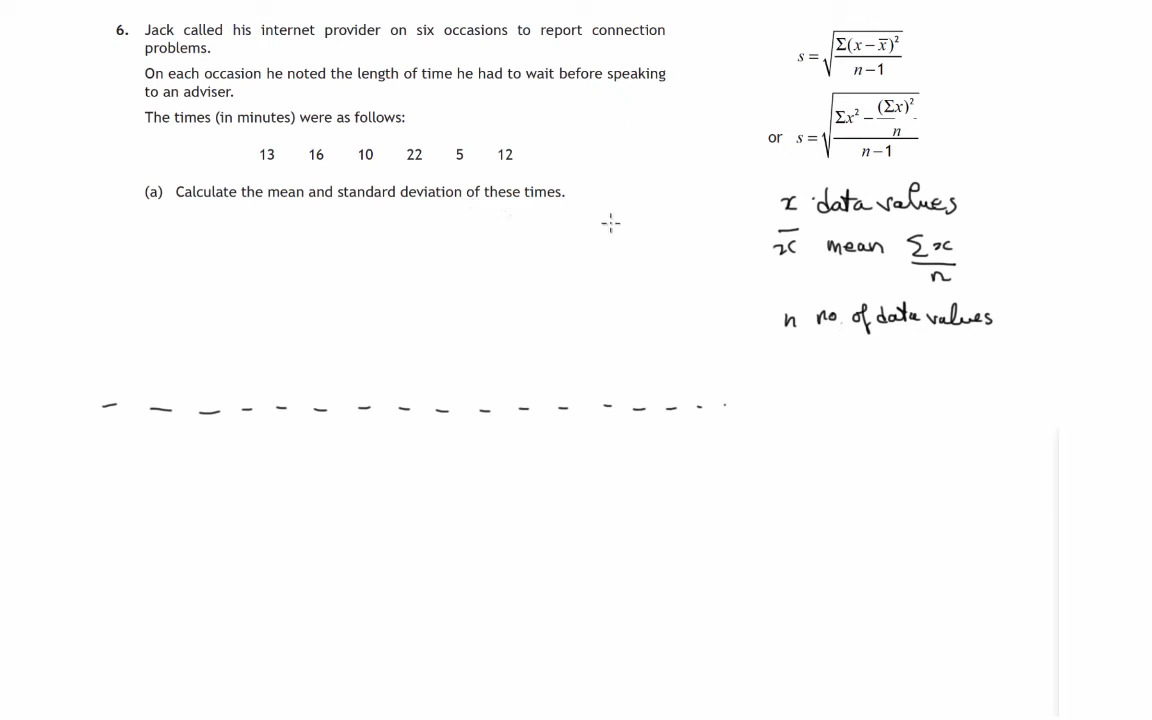 6. Jack called his internet provider on six occasions to report connection
problems.
On each occasion he noted the length of time he had to wait before speaking
to an adviser.
The times (in minutes) were as follows:
13 16 10 22 5 12
(a) Calculate the mean and standard deviation of these times.
s = √(Σ(x − x̅)² / (n − 1))
or s = √((Σx² − (Σx)² / n) / (n − 1))
x data values
x̅ mean Σx / n
n no. of data values